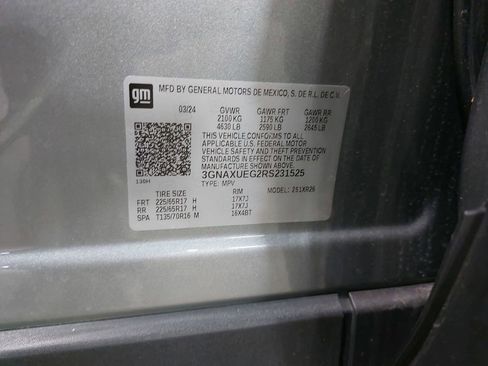 gm
MFD BY GENERAL MOTORS DE MEXICO, S. DE R.L. DE C.V.
03/24 GVWR GAWR FRT GAWR RR
2100 KG 1175 KG 1200 KG
4630 LB 2590 LB 2645 LB
THIS VEHICLE CONFORMS TO ALL
APPLICABLE U.S. FEDERAL MOTOR
VEHICLE SAFETY AND THEFT
PREVENTION STANDARDS IN EFFECT ON
THE DATE OF MANUFACTURE SHOWN ABOVE.
3GNAXUEG2RS231525
TYPE: MPV MODEL: 2S1XR26
139H
TIRE SIZE RIM
FRT 225/65R17 H 17X7J
RR 225/65R17 H 17X7J
SPA T135/70R16 M 16X4BT